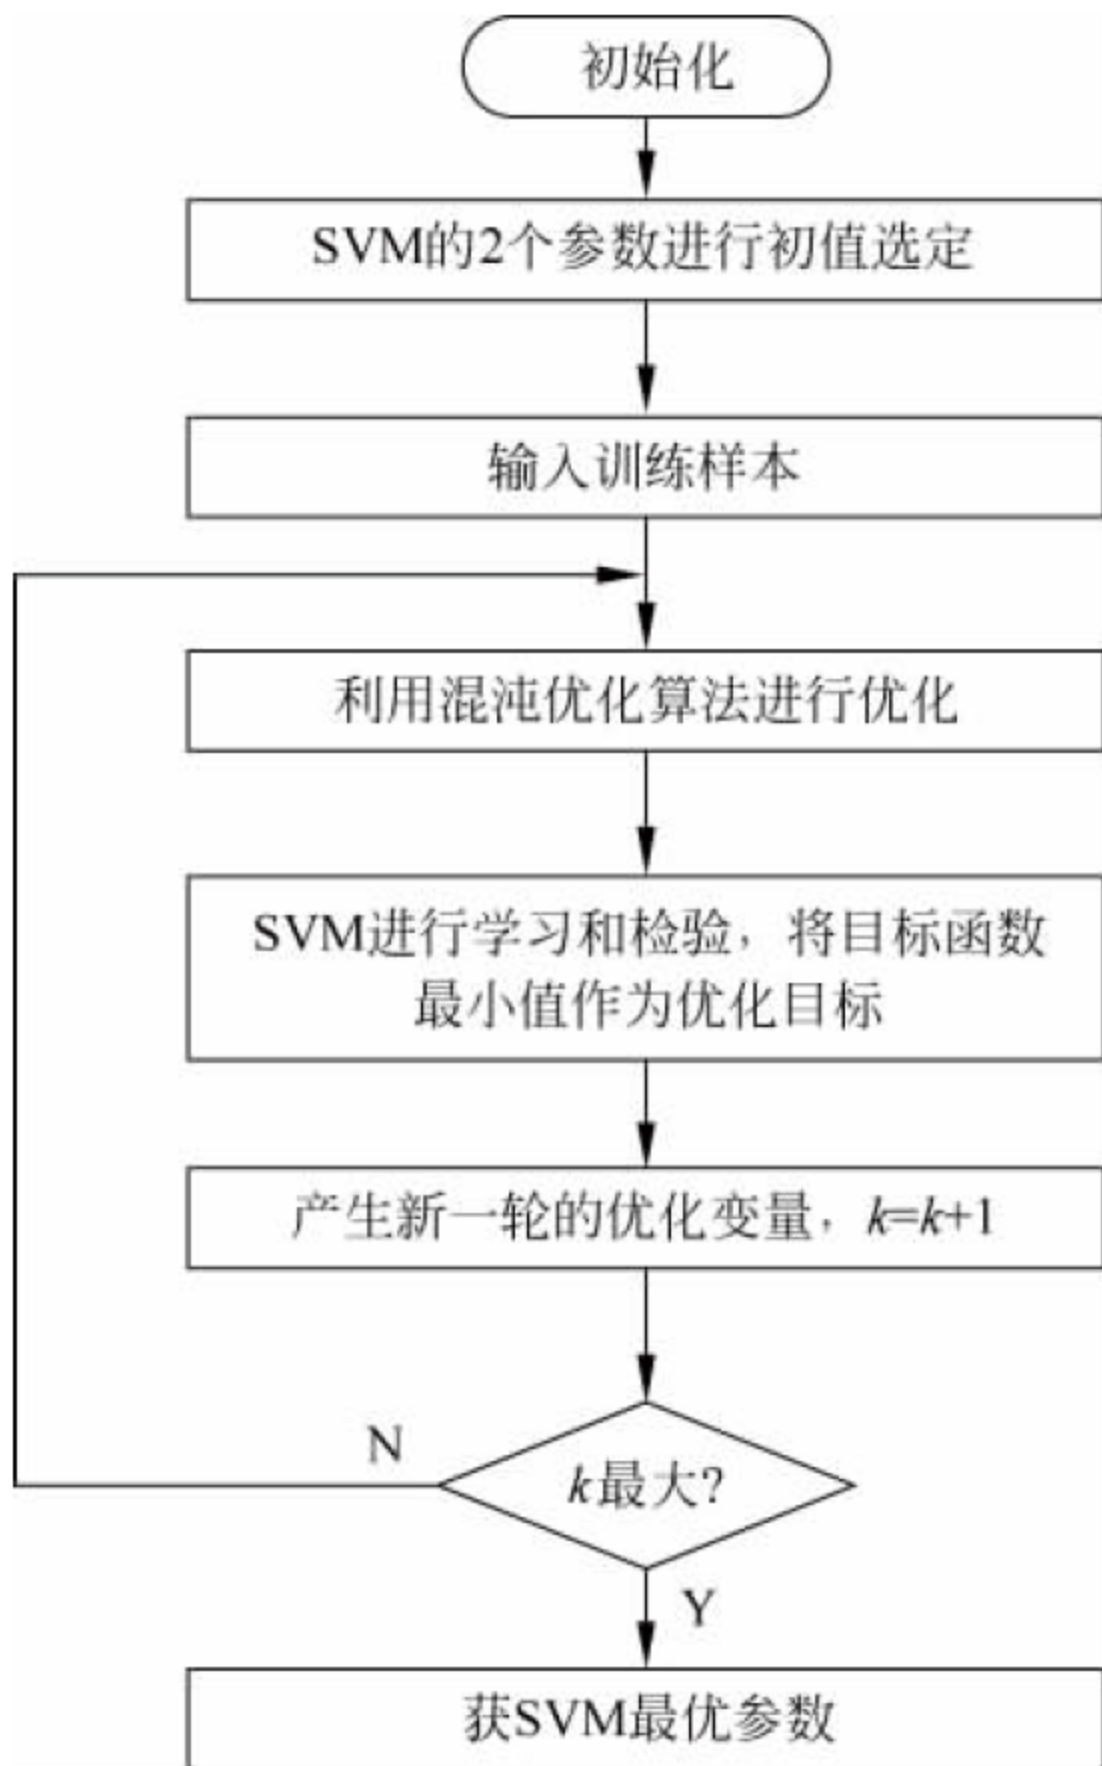 初始化
SVM的2个参数进行初值选定
输入训练样本
利用混沌优化算法进行优化
SVM进行学习和检验，将目标函数
最小值作为优化目标
产生新一轮的优化变量，k=k+1
N
k最大?
Y
获SVM最优参数